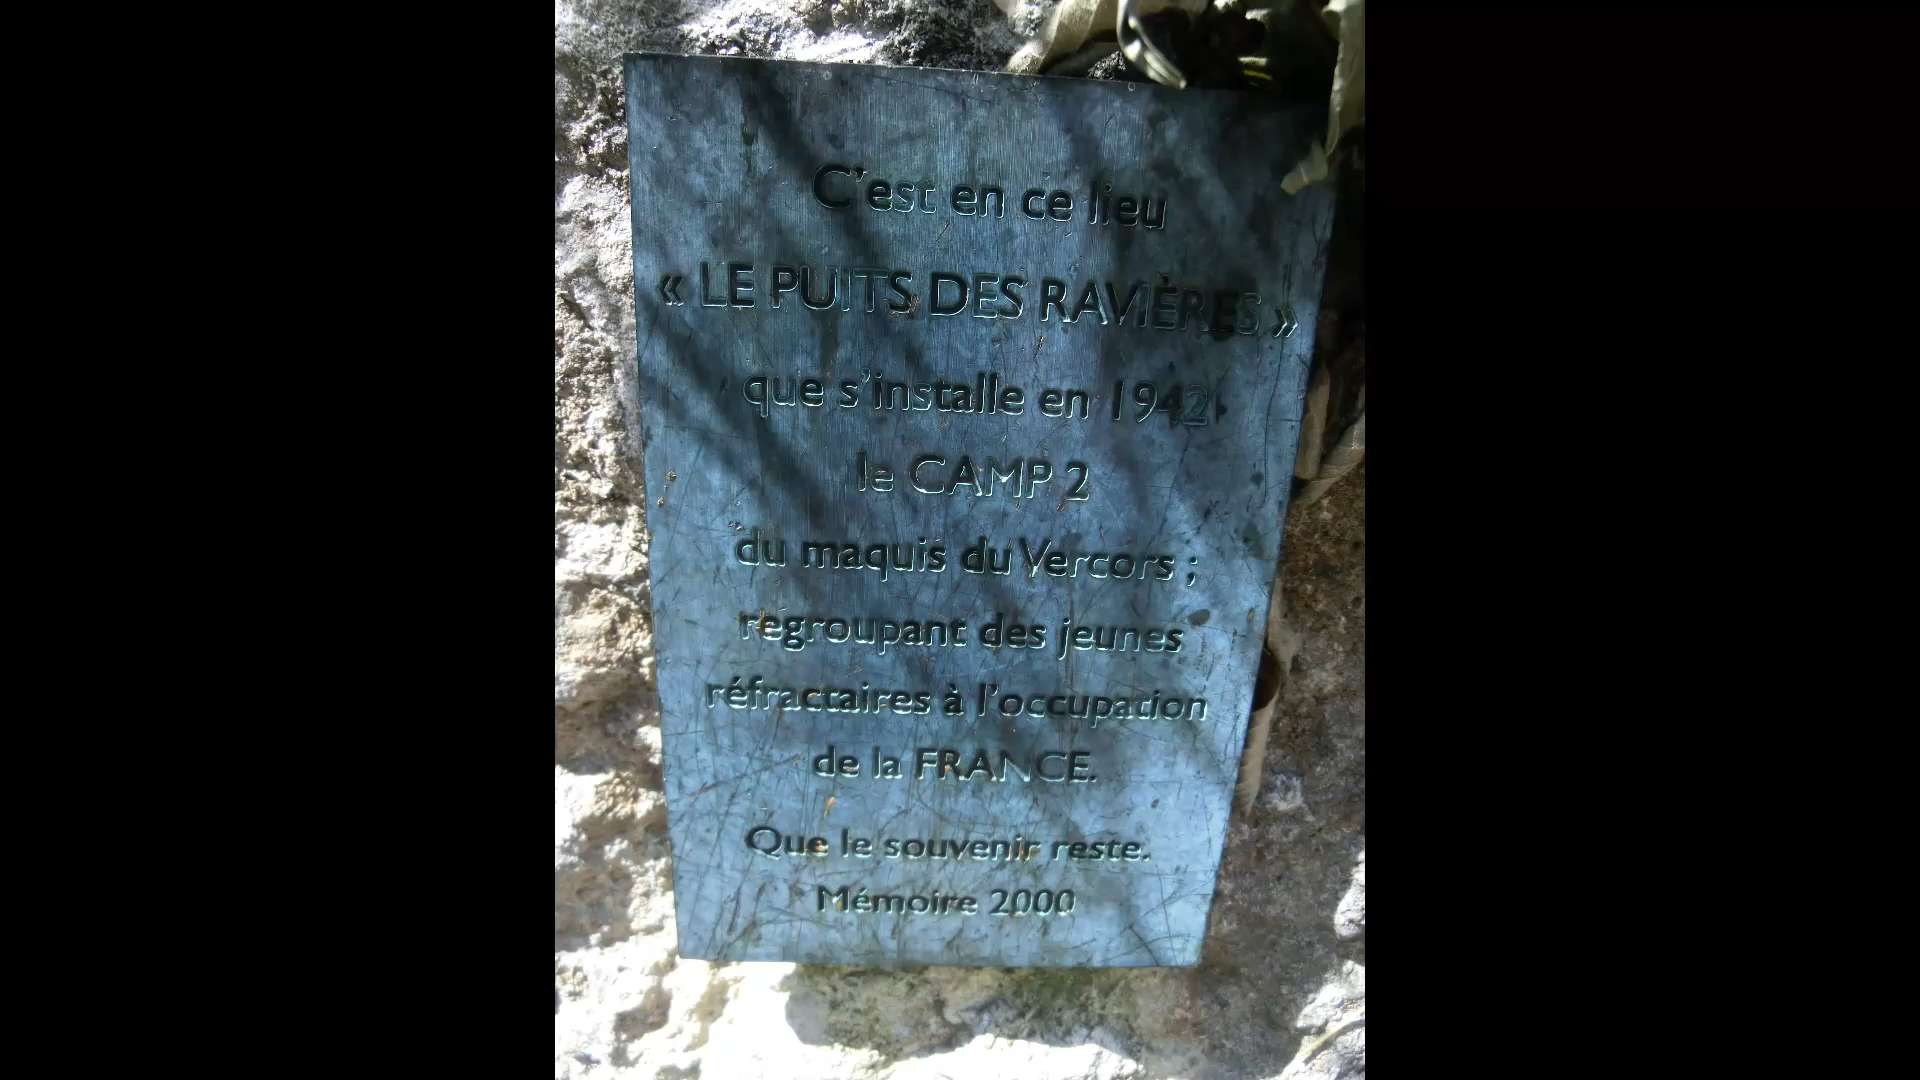 C'est en ce lieu
« LE PUITS DES RAVIÈRES »
que s'installe en 1942
le CAMP 2
du maquis du Vercors ;
regroupant des jeunes
réfractaires à l'occupation
de la FRANCE.
Que le souvenir reste.
Mémoire 2000